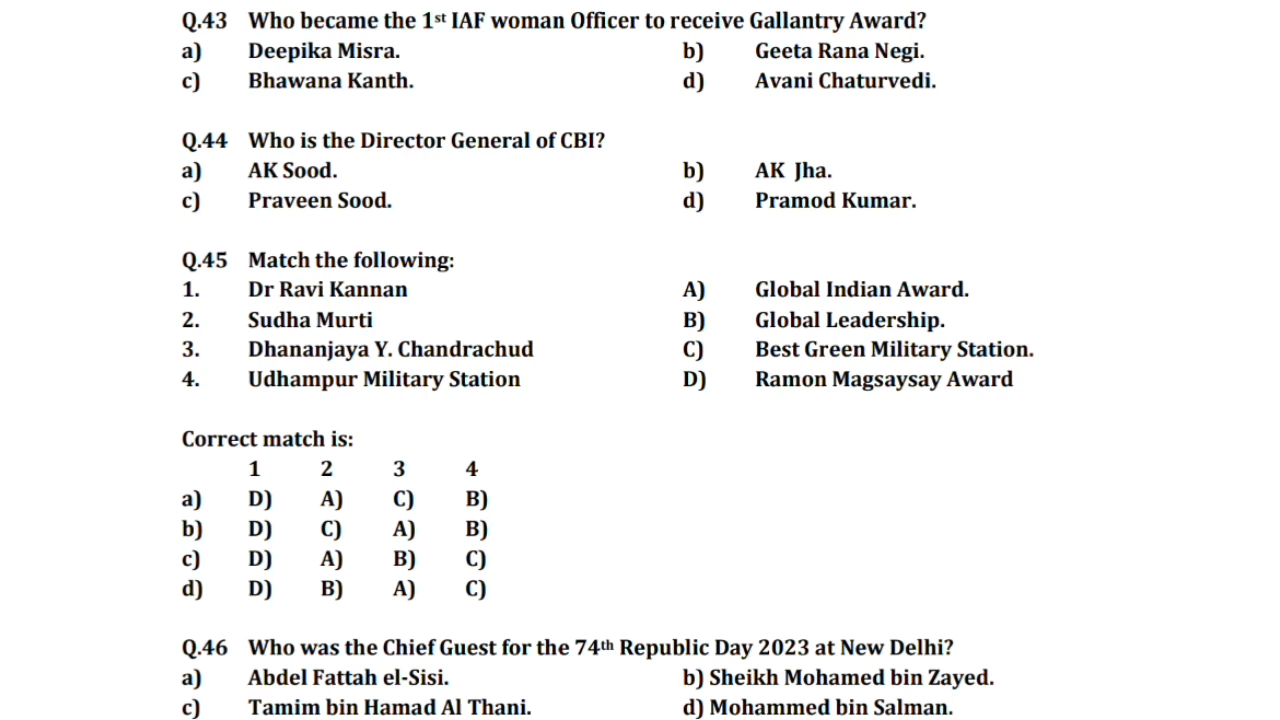 Q.43 Who became the 1st IAF woman Officer to receive Gallantry Award?
a) Deepika Misra. b) Geeta Rana Negi.
c) Bhawana Kanth. d) Avani Chaturvedi.
Q.44 Who is the Director General of CBI?
a) AK Sood. b) AK Jha.
c) Praveen Sood. d) Pramod Kumar.
Q.45 Match the following:
1. Dr Ravi Kannan A) Global Indian Award.
2. Sudha Murti B) Global Leadership.
3. Dhananjaya Y. Chandrachud C) Best Green Military Station.
4. Udhampur Military Station D) Ramon Magsaysay Award
Correct match is:
1 2 3 4
a) D) A) C) B)
b) D) C) A) B)
c) D) A) B) C)
d) D) B) A) C)
Q.46 Who was the Chief Guest for the 74th Republic Day 2023 at New Delhi?
a) Abdel Fattah el-Sisi. b) Sheikh Mohamed bin Zayed.
c) Tamim bin Hamad Al Thani. d) Mohammed bin Salman.